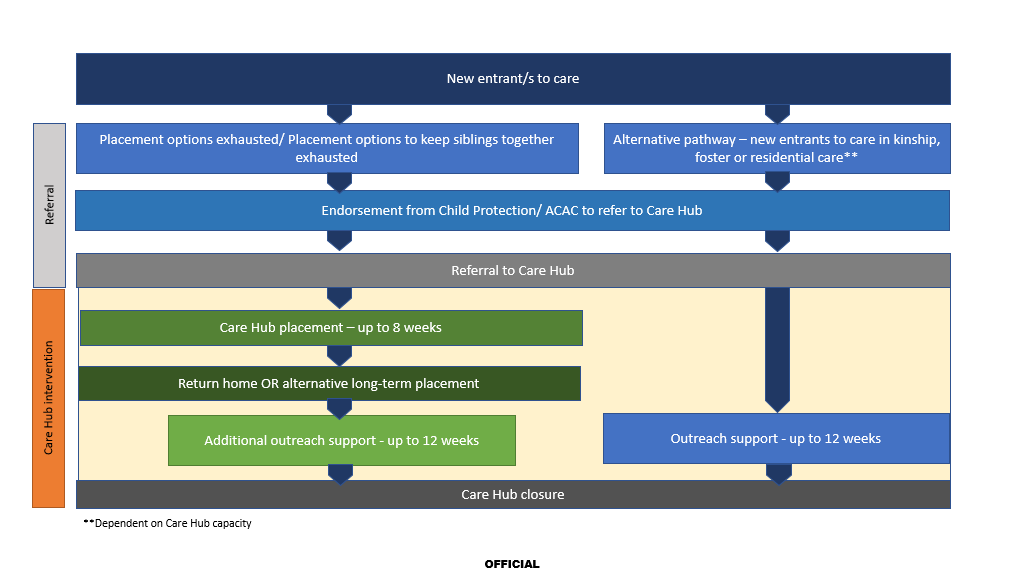 New entrant/s to care
Placement options exhausted/ Placement options to keep siblings together
exhausted
Alternative pathway – new entrants to care in kinship,
foster or residential care**
Referral
Endorsement from Child Protection/ ACAC to refer to Care Hub
Referral to Care Hub
Care Hub intervention
Care Hub placement – up to 8 weeks
Return home OR alternative long-term placement
Additional outreach support - up to 12 weeks
Outreach support - up to 12 weeks
Care Hub closure
**Dependent on Care Hub capacity
OFFICIAL